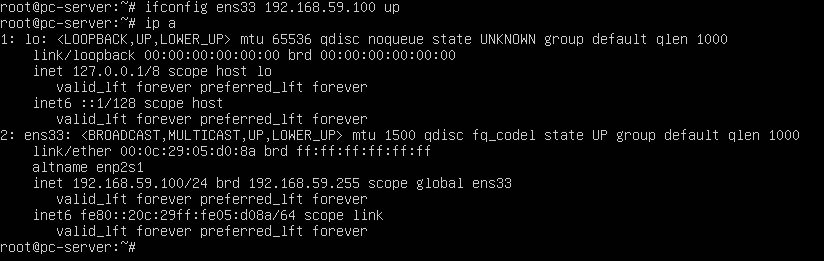 root@pc-server:~# ifconfig ens33 192.168.59.100 up
root@pc-server:~# ip a
1: lo: <LOOPBACK,UP,LOWER_UP> mtu 65536 qdisc noqueue state UNKNOWN group default qlen 1000
    link/loopback 00:00:00:00:00:00 brd 00:00:00:00:00:00
    inet 127.0.0.1/8 scope host lo
       valid_lft forever preferred_lft forever
    inet6 ::1/128 scope host
       valid_lft forever preferred_lft forever
2: ens33: <BROADCAST,MULTICAST,UP,LOWER_UP> mtu 1500 qdisc fq_codel state UP group default qlen 1000
    link/ether 00:0c:29:05:d0:8a brd ff:ff:ff:ff:ff:ff
    altname enp2s1
    inet 192.168.59.100/24 brd 192.168.59.255 scope global ens33
       valid_lft forever preferred_lft forever
    inet6 fe80::20c:29ff:fe05:d08a/64 scope link
       valid_lft forever preferred_lft forever
root@pc-server:~#